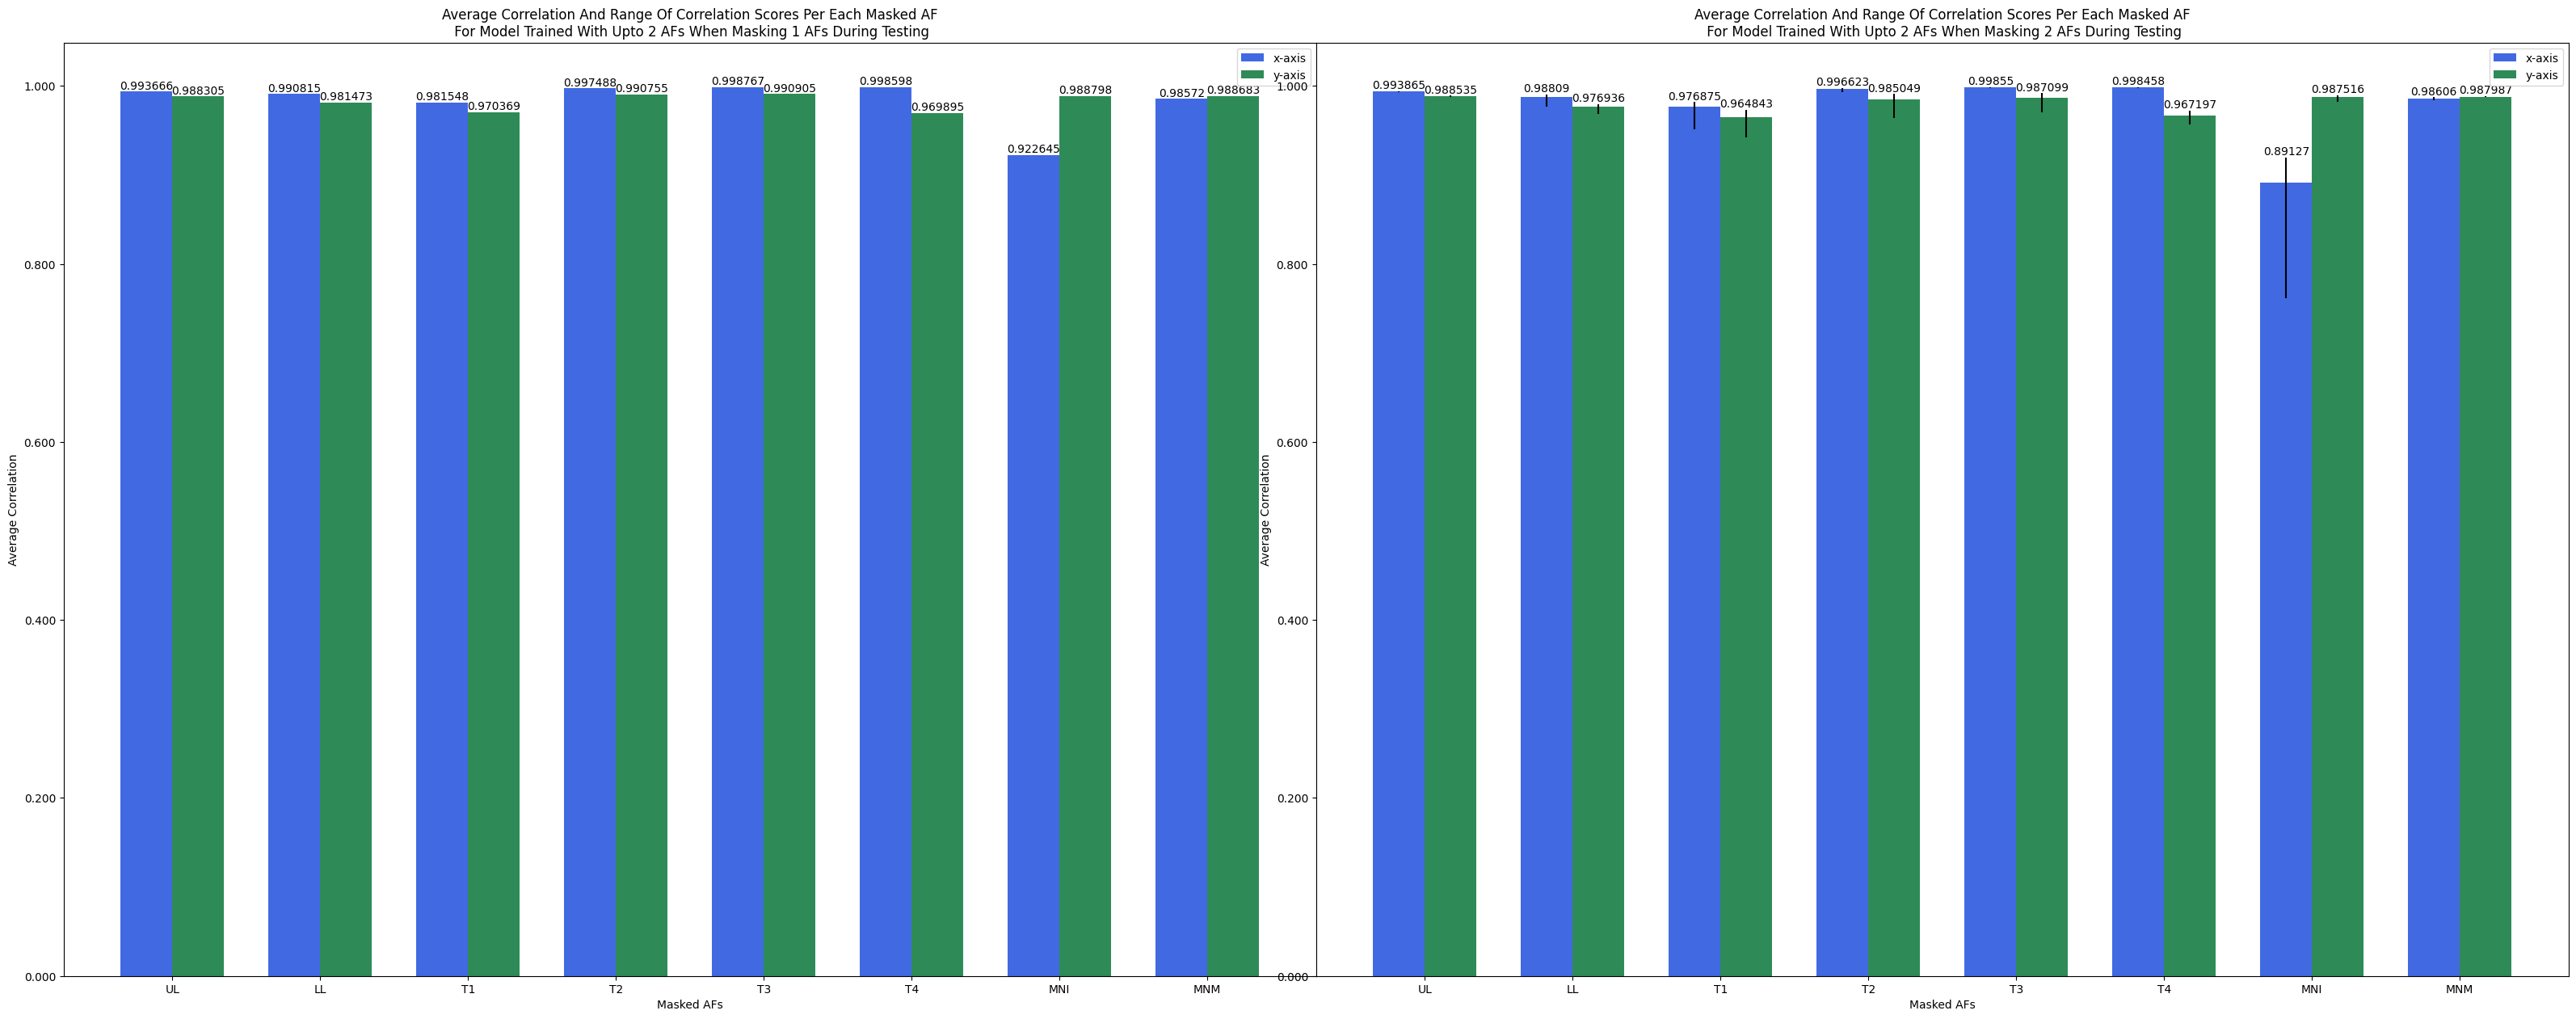 Average Correlation And Range Of Correlation Scores Per Each Masked AF
For Model Trained With Upto 2 AFs When Masking 1 AFs During Testing
x-axis
y-axis
1.000
0.800
0.600
0.400
0.200
0.000
Average Correlation
0.993666
0.988305
0.990815
0.981473
0.981548
0.970369
0.997488
0.990755
0.998767
0.990905
0.998598
0.969895
0.922645
0.988798
0.98572
0.988683
UL
LL
T1
T2
T3
T4
MNI
MNM
Masked AFs
Average Correlation And Range Of Correlation Scores Per Each Masked AF
For Model Trained With Upto 2 AFs When Masking 2 AFs During Testing
x-axis
y-axis
1.000
0.800
0.600
0.400
0.200
0.000
Average Correlation
0.993865
0.988535
0.98809
0.976936
0.976875
0.964843
0.996623
0.985049
0.99855
0.987099
0.998458
0.967197
0.89127
0.987516
0.98606
0.987987
UL
LL
T1
T2
T3
T4
MNI
MNM
Masked AFs